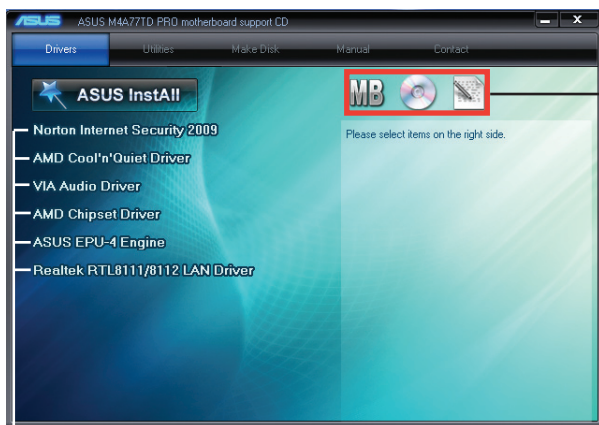 ASUS ASUS M4A77TD PRO motherboard support CD
Drivers Utilities Make Disk Manual Contact
ASUS InstAll
MB
Norton Internet Security 2009
Please select items on the right side.
AMD Cool'n'Quiet Driver
VIA Audio Driver
AMD Chipset Driver
ASUS EPU-4 Engine
Realtek RTL8111/8112 LAN Driver